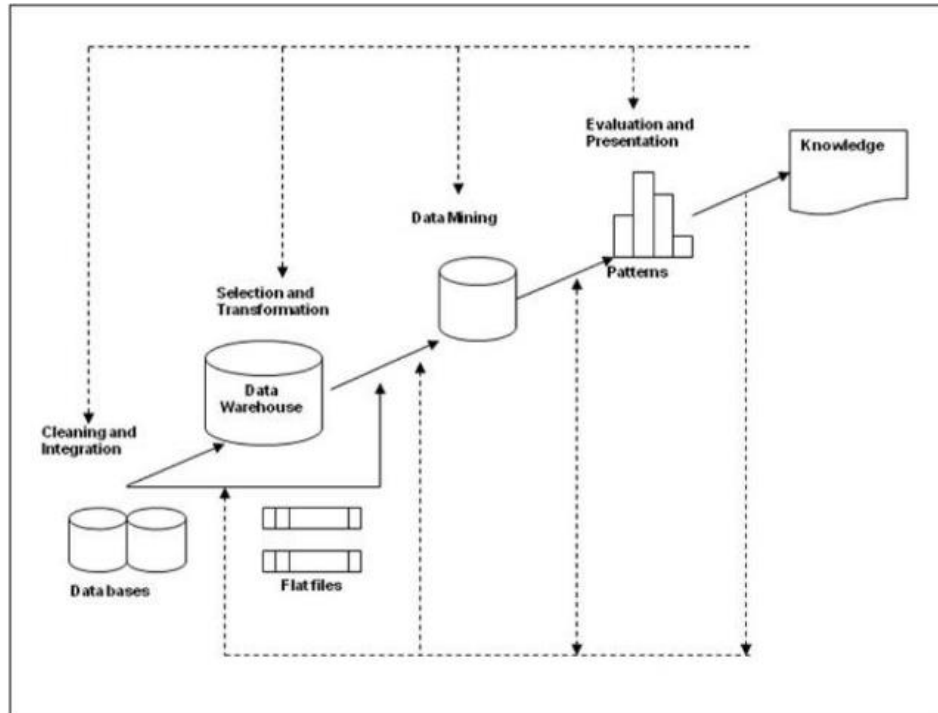 Evaluation and
Presentation
Knowledge
Data Mining
Patterns
Selection and
Transformation
Data
Warehouse
Cleaning and
Integration
Data bases
Flat files